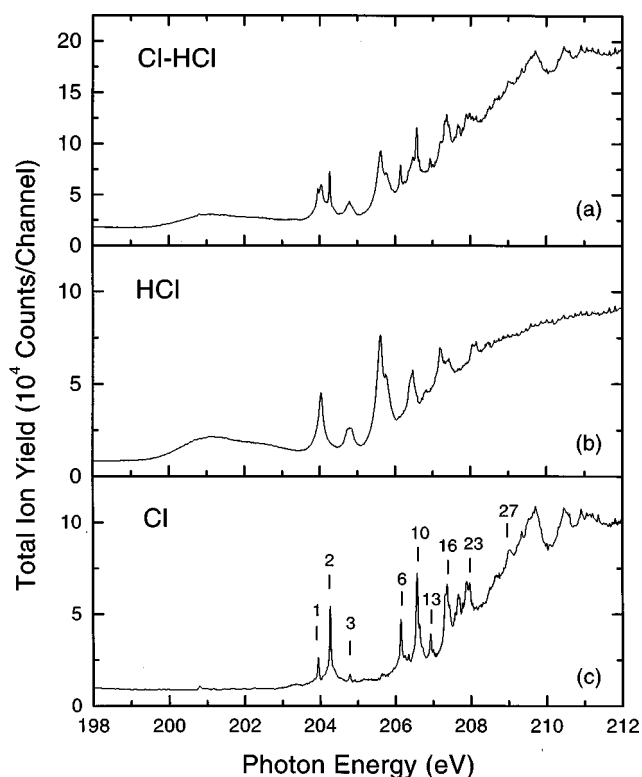 Total Ion Yield (10⁴ Counts/Channel)
20
15
10
5
0
Cl-HCl
(a)
10
5
0
HCl
(b)
10
5
0
Cl
1
2
3
6
10
13
16
23
27
(c)
198 200 202 204 206 208 210 212
Photon Energy (eV)